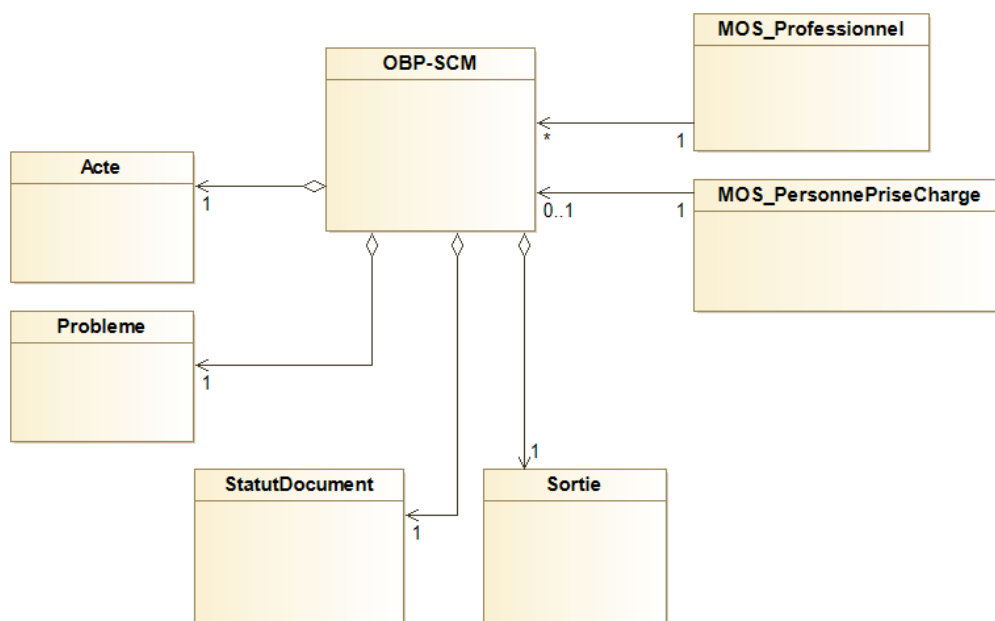 MOS_Professionnel
OBP-SCM
* 1
Acte
MOS_PersonnePriseCharge
1
0..1 1
Probleme
1
1
StatutDocument
Sortie
1